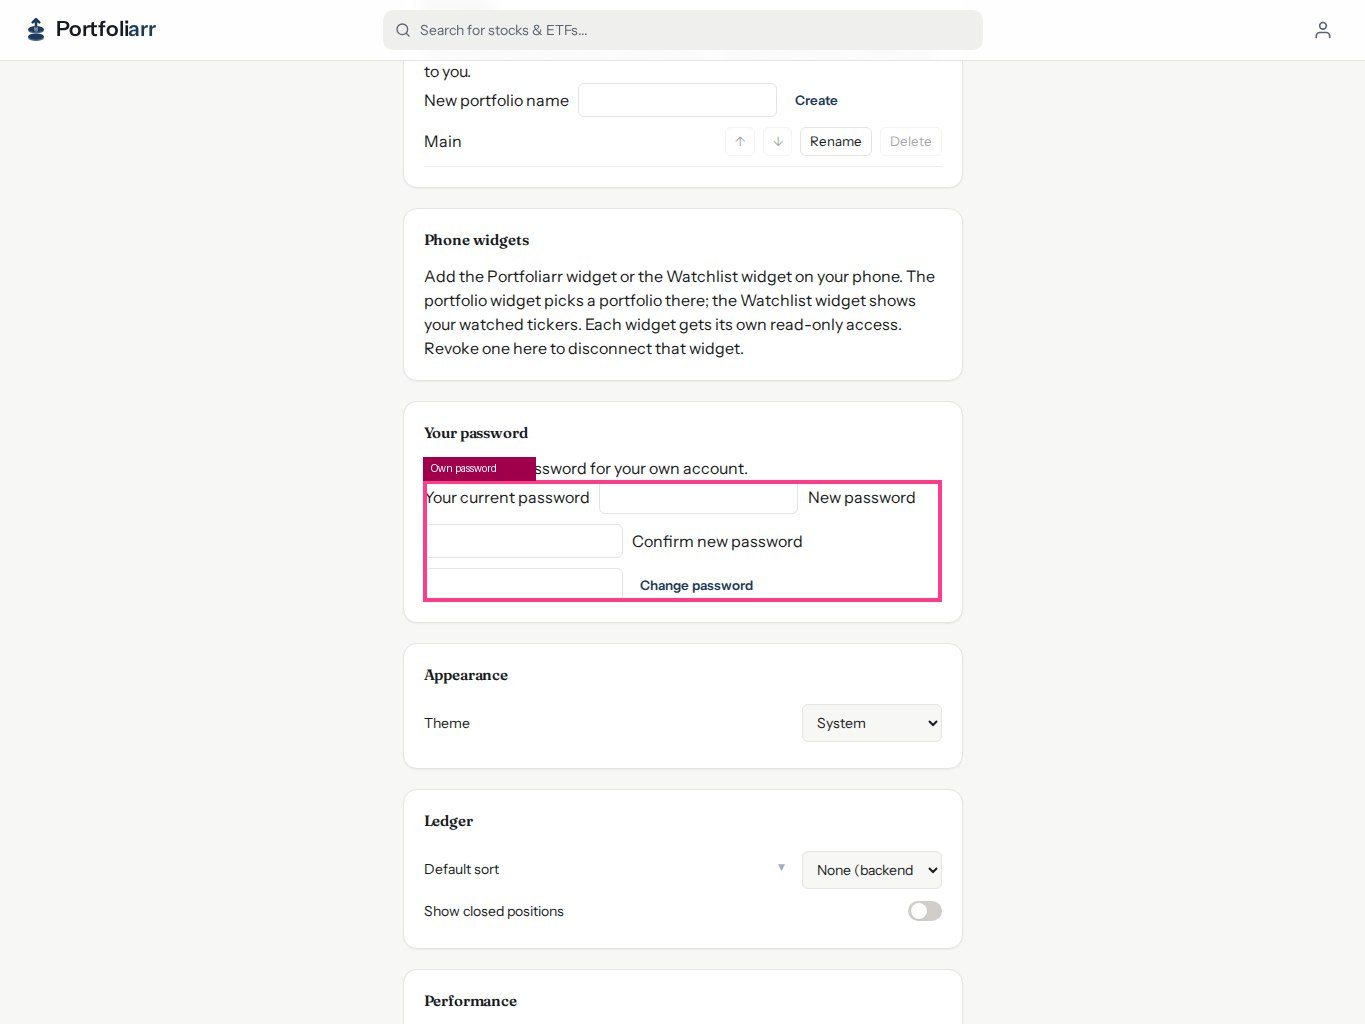 Portfoliarr
Search for stocks & ETFs...
to you.
New portfolio name
Create
Main
Rename
Delete
Phone widgets
Add the Portfoliarr widget or the Watchlist widget on your phone. The
portfolio widget picks a portfolio there; the Watchlist widget shows
your watched tickers. Each widget gets its own read-only access.
Revoke one here to disconnect that widget.
Your password
Own password
ssword for your own account.
Your current password
New password
Confirm new password
Change password
Appearance
Theme
System
Ledger
Default sort
▼
None (backend
Show closed positions
Performance